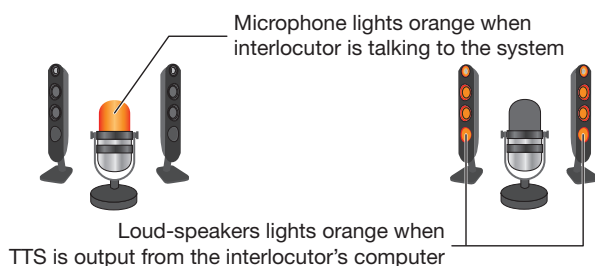 Microphone lights orange when
interlocutor is talking to the system
Loud-speakers lights orange when
TTS is output from the interlocutor's computer